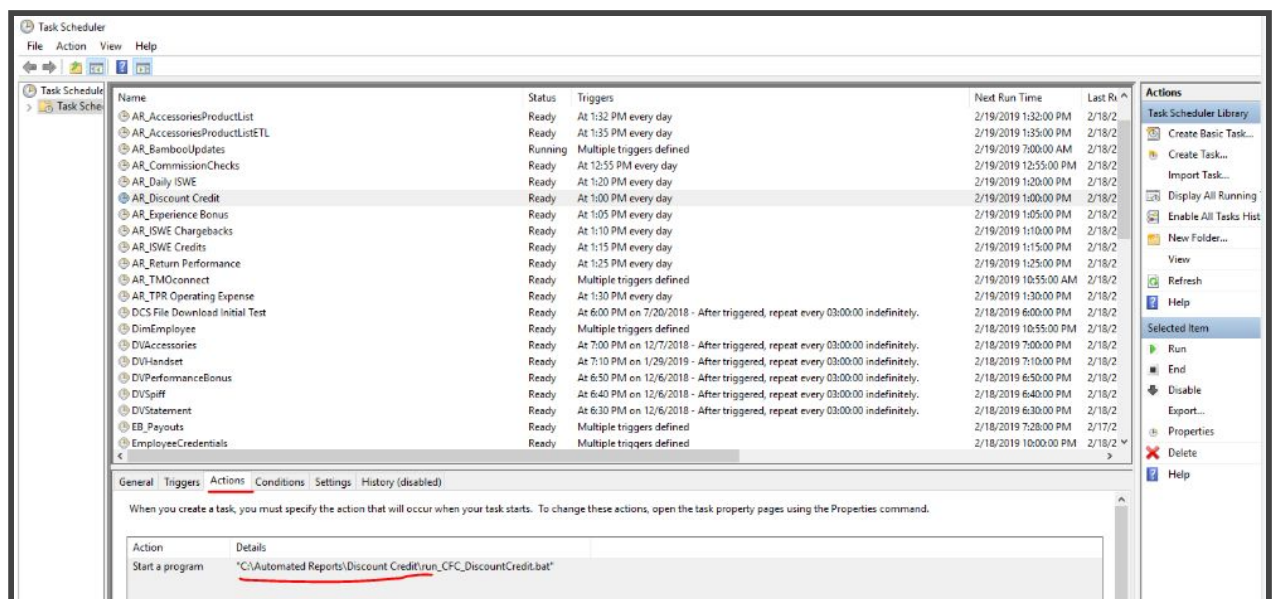 Task Scheduler
File Action View Help
Task Schedule
Task Sche
Name Status Triggers Next Run Time Last Ru
AR_AccessoriesProductList Ready At 1:32 PM every day 2/19/2019 1:32:00 PM 2/18/2
AR_AccessoriesProductListETL Ready At 1:35 PM every day 2/19/2019 1:35:00 PM 2/18/2
AR_BambooUpdates Running Multiple triggers defined 2/19/2019 7:00:00 AM 2/18/2
AR_CommissionChecks Ready At 12:55 PM every day 2/19/2019 12:55:00 PM 2/18/2
AR_Daily ISWE Ready At 1:20 PM every day 2/19/2019 1:20:00 PM 2/18/2
AR_Discount Credit Ready At 1:00 PM every day 2/19/2019 1:00:00 PM 2/18/2
AR_Experience Bonus Ready At 1:05 PM every day 2/19/2019 1:05:00 PM 2/18/2
AR_ISWE Chargebacks Ready At 1:10 PM every day 2/19/2019 1:10:00 PM 2/18/2
AR_ISWE Credits Ready At 1:15 PM every day 2/19/2019 1:15:00 PM 2/18/2
AR_Return Performance Ready At 1:25 PM every day 2/19/2019 1:25:00 PM 2/18/2
AR_TMOconnect Ready Multiple triggers defined 2/19/2019 10:55:00 AM 2/18/2
AR_TPR Operating Expense Ready At 1:30 PM every day 2/19/2019 1:30:00 PM 2/18/2
DCS File Download Initial Test Ready At 6:00 PM on 7/20/2018 - After triggered, repeat every 03:00:00 indefinitely. 2/18/2019 6:00:00 PM 2/18/2
DimEmployee Ready Multiple triggers defined 2/18/2019 10:55:00 PM 2/18/2
DVAccessories Ready At 7:00 PM on 12/7/2018 - After triggered, repeat every 03:00:00 indefinitely. 2/18/2019 7:00:00 PM 2/18/2
DVHandset Ready At 7:10 PM on 1/29/2019 - After triggered, repeat every 03:00:00 indefinitely. 2/18/2019 7:10:00 PM 2/18/2
DVPerformanceBonus Ready At 6:50 PM on 12/6/2018 - After triggered, repeat every 03:00:00 indefinitely. 2/18/2019 6:50:00 PM 2/18/2
DVSpiff Ready At 6:40 PM on 12/6/2018 - After triggered, repeat every 03:00:00 indefinitely. 2/18/2019 6:40:00 PM 2/18/2
DVStatement Ready At 6:30 PM on 12/6/2018 - After triggered, repeat every 03:00:00 indefinitely. 2/18/2019 6:30:00 PM 2/18/2
EB_Payouts Ready Multiple triggers defined 2/18/2019 7:28:00 PM 2/17/2
EmployeeCredentials Ready Multiple triggers defined 2/18/2019 10:00:00 PM 2/18/2
General Triggers Actions Conditions Settings History (disabled)
When you create a task, you must specify the action that will occur when your task starts. To change these actions, open the task property pages using the Properties command.
Action Details
Start a program "C:\Automated Reports\Discount Credit\run_CFC_DiscountCredit.bat"
Actions
Task Scheduler Library
Create Basic Task...
Create Task...
Import Task...
Display All Running
Enable All Tasks Hist
New Folder...
View
Refresh
Help
Selected Item
Run
End
Disable
Export...
Properties
Delete
Help